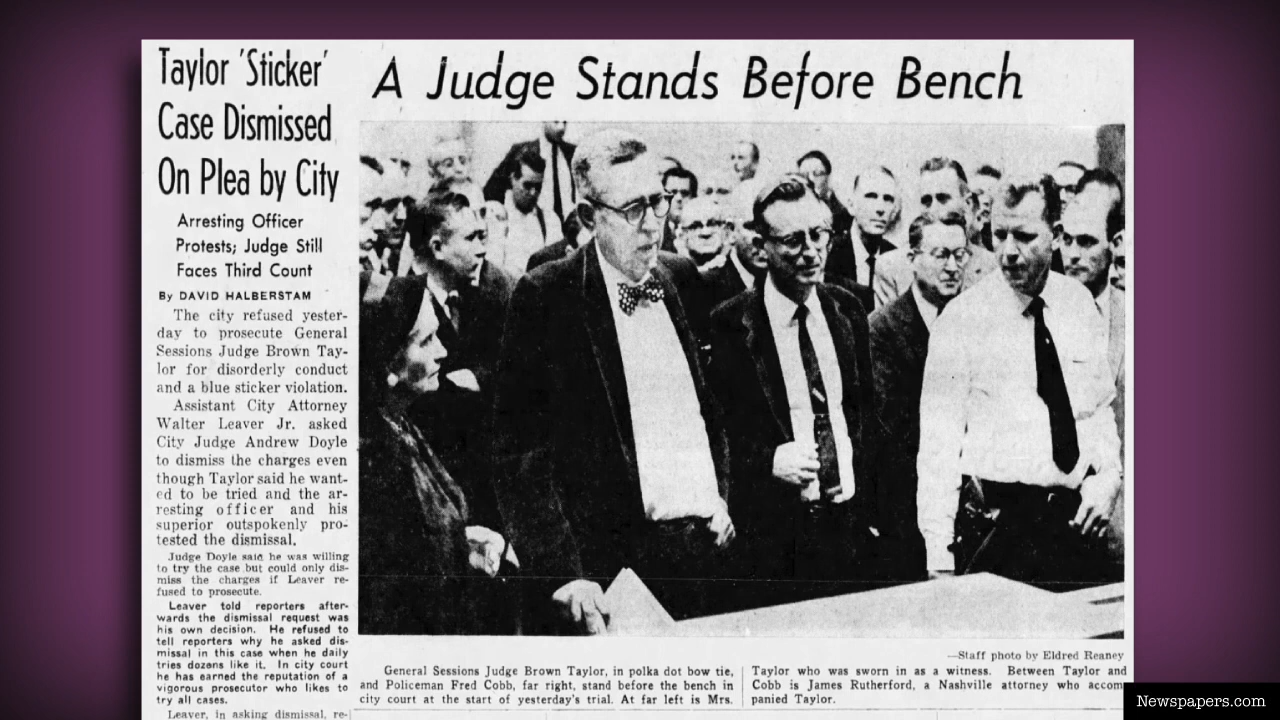 Taylor 'Sticker'
Case Dismissed
On Plea by City
Arresting Officer
Protests; Judge Still
Faces Third Count
By DAVID HALBERSTAM
The city refused yester-
day to prosecute General
Sessions Judge Brown Tay-
lor for disorderly conduct
and a blue sticker violation.
Assistant City Attorney
Walter Leaver Jr. asked
City Judge Andrew Doyle
to dismiss the charges even
though Taylor said he want-
ed to be tried and the ar-
resting officer and his
superior outspokenly pro-
tested the dismissal.
Judge Doyle said he was willing
to try the case but could only dis-
miss the charges if Leaver re-
fused to prosecute.
Leaver told reporters after-
wards the dismissal request was
his own decision. He refused to
tell reporters why he asked dis-
missal in this case when he daily
tries dozens like it. In city court
he has earned the reputation of a
vigorous prosecutor who likes to
try all cases.
Leaver, in asking dismissal, re-
A Judge Stands Before Bench
—Staff photo by Eldred Reaney
General Sessions Judge Brown Taylor, in polka dot bow tie,
and Policeman Fred Cobb, far right, stand before the bench in
city court at the start of yesterday's trial. At far left is Mrs.
Taylor who was sworn in as a witness. Between Taylor and
Cobb is James Rutherford, a Nashville attorney who accom
panied Taylor.
Newspapers.com